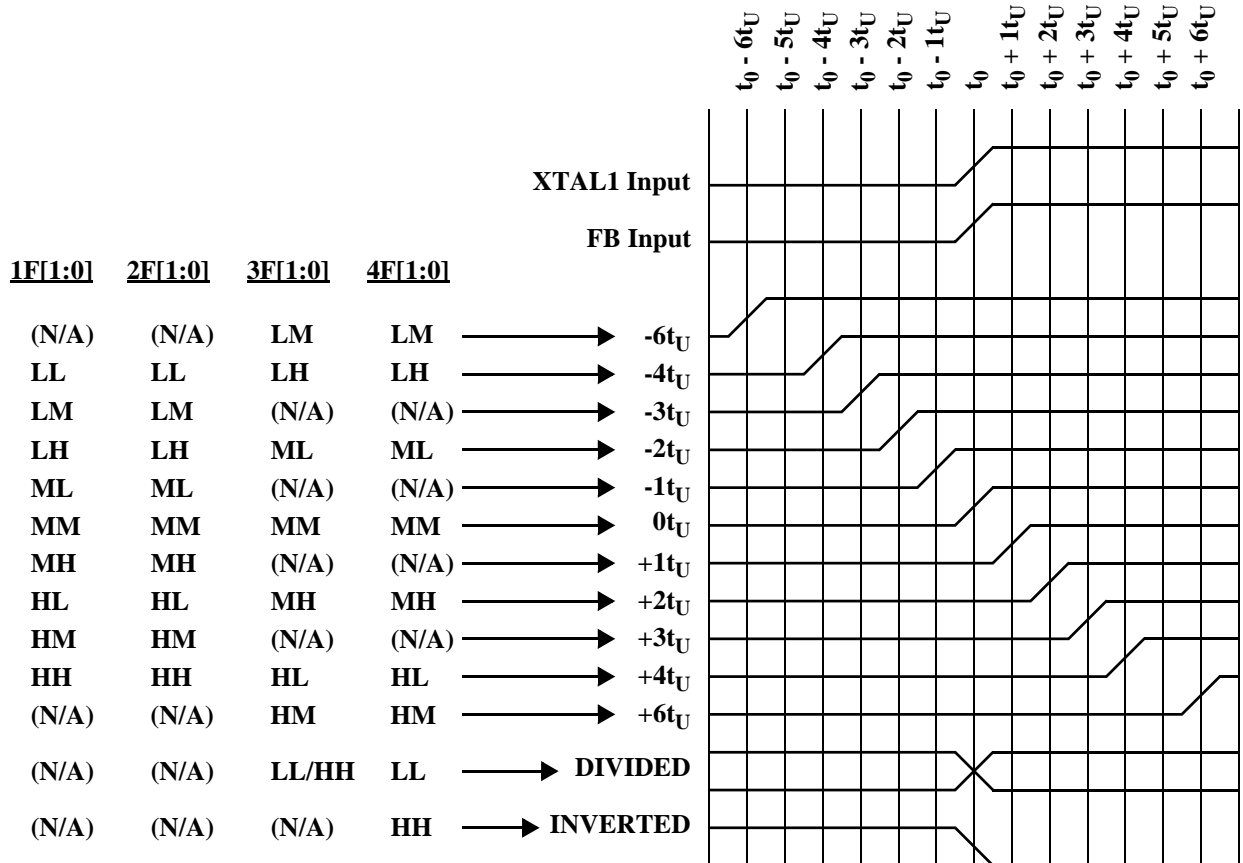 t0 - 6tU
t0 - 5tU
t0 - 4tU
t0 - 3tU
t0 - 2tU
t0 - 1tU
t0
t0 + 1tU
t0 + 2tU
t0 + 3tU
t0 + 4tU
t0 + 5tU
t0 + 6tU
XTAL1 Input
FB Input
1F[1:0] 2F[1:0] 3F[1:0] 4F[1:0]
(N/A) (N/A) LM LM -6tU
LL LL LH LH -4tU
LM LM (N/A) (N/A) -3tU
LH LH ML ML -2tU
ML ML (N/A) (N/A) -1tU
MM MM MM MM 0tU
MH MH (N/A) (N/A) +1tU
HL HL MH MH +2tU
HM HM (N/A) (N/A) +3tU
HH HH HL HL +4tU
(N/A) (N/A) HM HM +6tU
(N/A) (N/A) LL/HH LL DIVIDED
(N/A) (N/A) (N/A) HH INVERTED